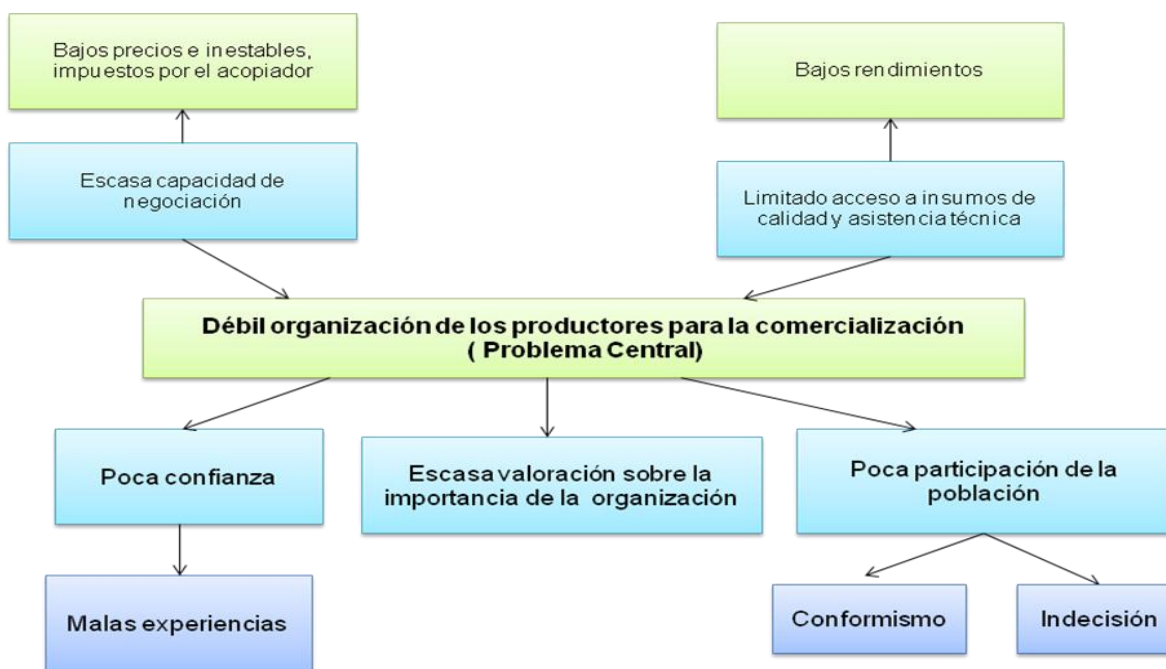 Bajos precios e inestables,
impuestos por el acopiador
Bajos rendimientos
Escasa capacidad de
negociación
Limitado acceso a insumos de
calidad y asistencia técnica
Débil organización de los productores para la comercialización
( Problema Central)
Poca confianza
Escasa valoración sobre la
importancia de la organización
Poca participación de la
población
Malas experiencias
Conformismo
Indecisión